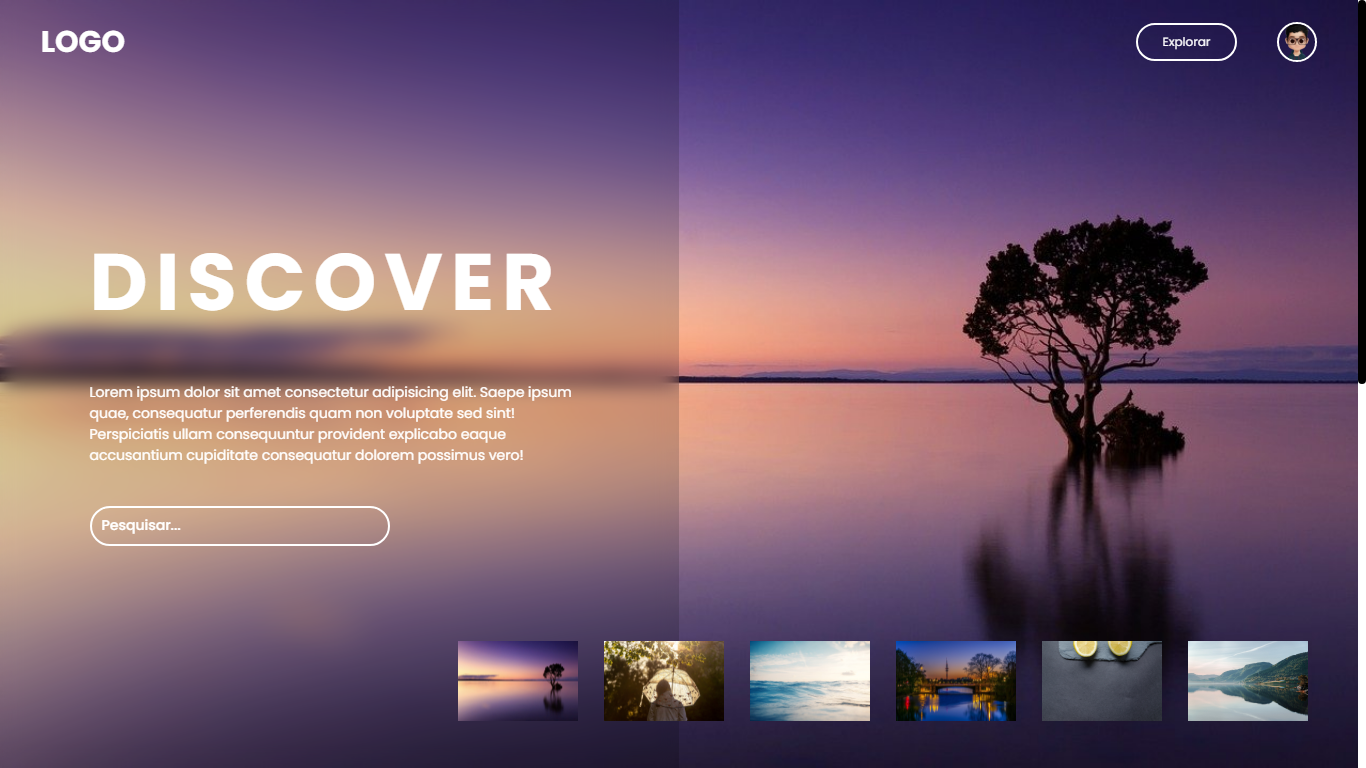 LOGO
Explorar
DISCOVER
Lorem ipsum dolor sit amet consectetur adipisicing elit. Saepe ipsum
quae, consequatur perferendis quam non voluptate sed sint!
Perspiciatis ullam consequuntur provident explicabo eaque
accusantium cupiditate consequatur dolorem possimus vero!
Pesquisar...